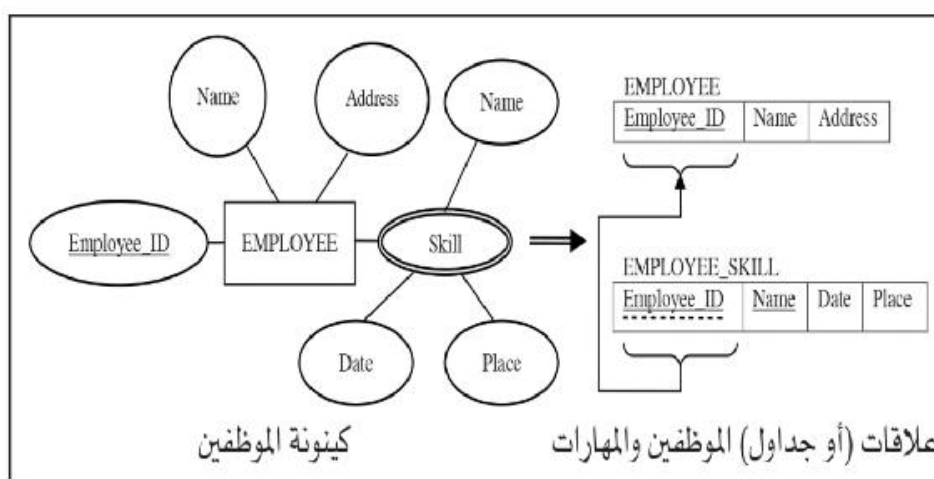 Name
Address
Name
Employee_ID
EMPLOYEE
Skill
Date
Place
EMPLOYEE
Employee_ID Name Address
EMPLOYEE_SKILL
Employee_ID Name Date Place
كينونة الموظفين
علاقات (أو جداول) الموظفين والمهارات